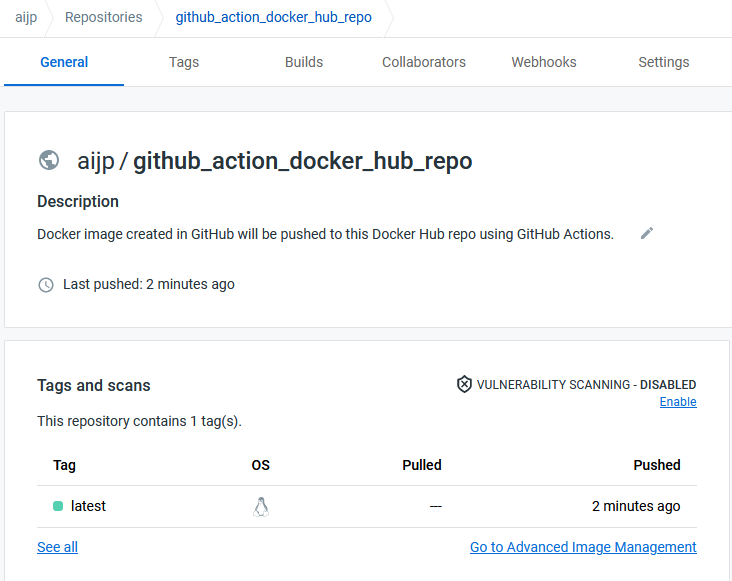 aijp Repositories github_action_docker_hub_repo
General Tags Builds Collaborators Webhooks Settings
aijp / github_action_docker_hub_repo
Description
Docker image created in GitHub will be pushed to this Docker Hub repo using GitHub Actions.
Last pushed: 2 minutes ago
Tags and scans
VULNERABILITY SCANNING - DISABLED
Enable
This repository contains 1 tag(s).
Tag OS Pulled Pushed
latest --- 2 minutes ago
See all Go to Advanced Image Management